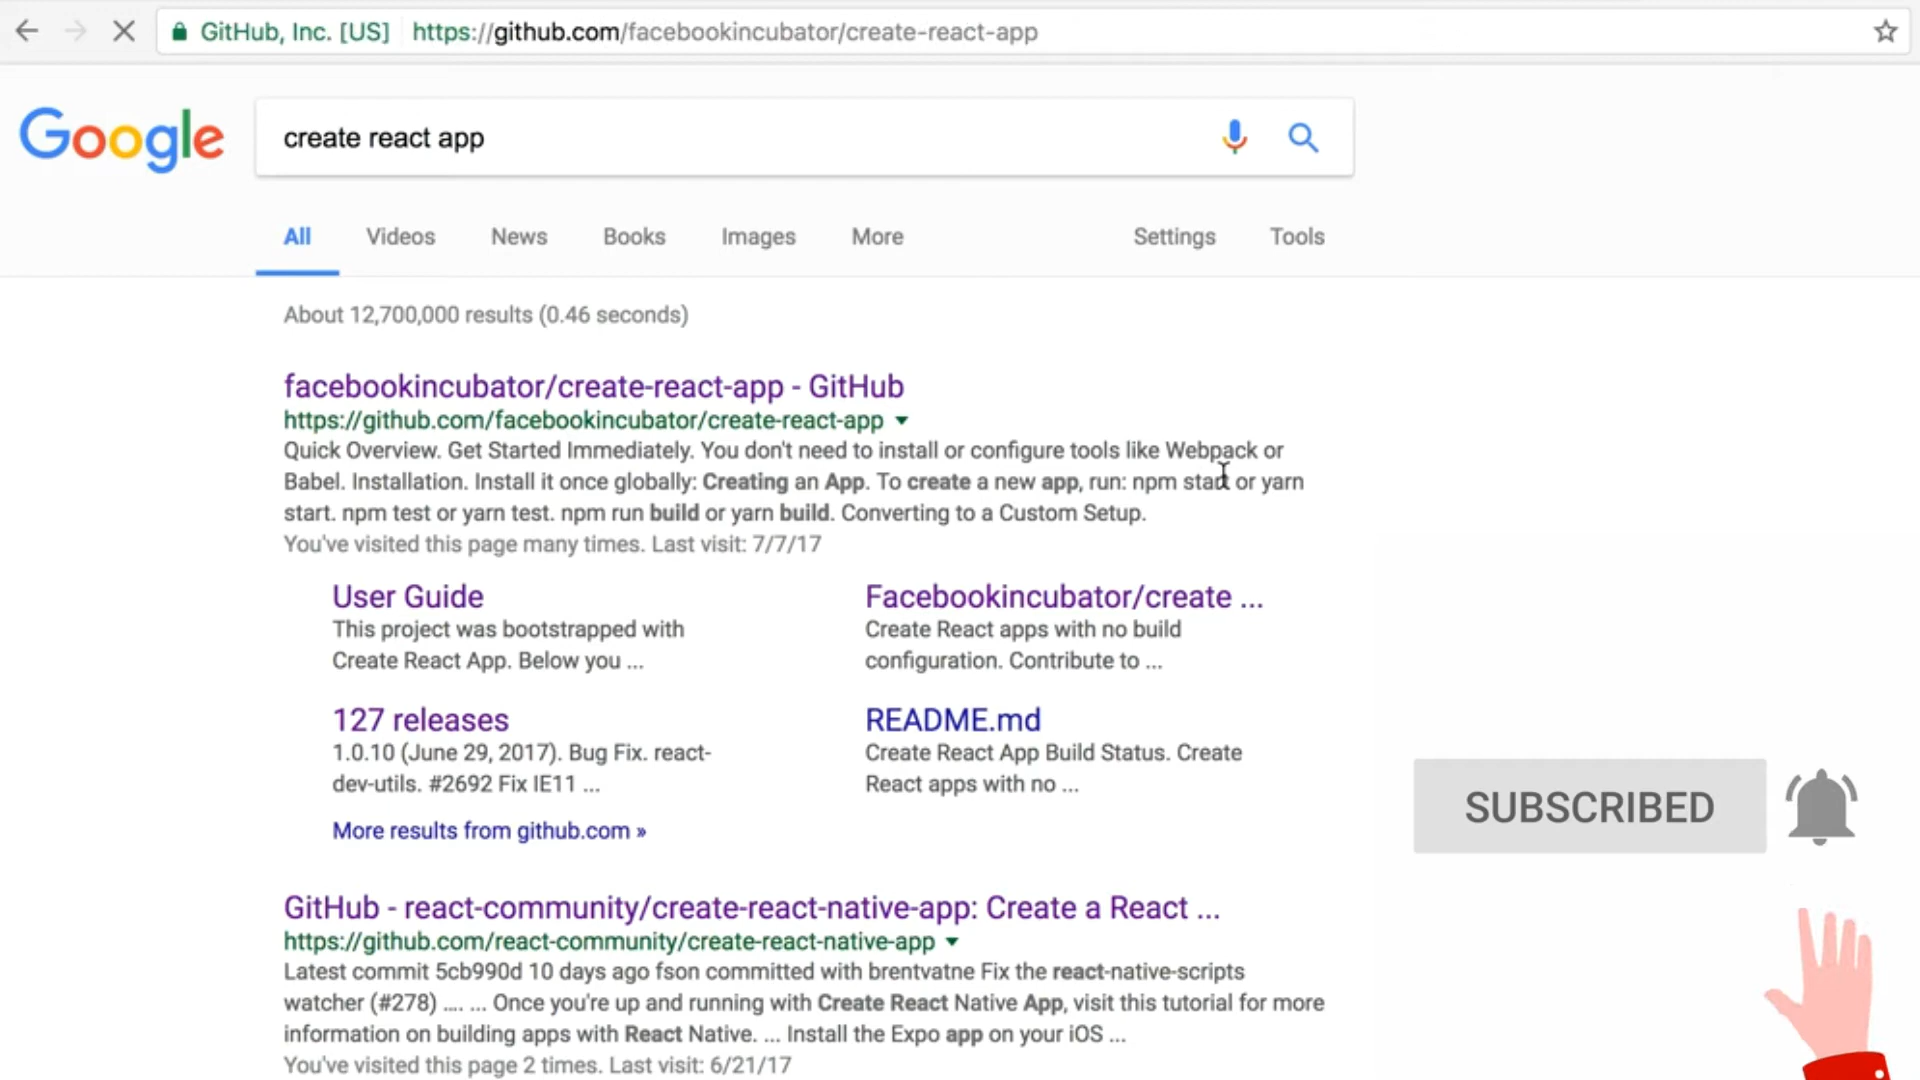 GitHub, Inc. [US] https://github.com/facebookincubator/create-react-app
Google create react app
All Videos News Books Images More Settings Tools
About 12,700,000 results (0.46 seconds)
facebookincubator/create-react-app - GitHub
https://github.com/facebookincubator/create-react-app
Quick Overview. Get Started Immediately. You don't need to install or configure tools like Webpack or
Babel. Installation. Install it once globally: Creating an App. To create a new app, run: npm start or yarn
start. npm test or yarn test. npm run build or yarn build. Converting to a Custom Setup.
You've visited this page many times. Last visit: 7/7/17
User Guide
This project was bootstrapped with
Create React App. Below you ...
Facebookincubator/create ...
Create React apps with no build
configuration. Contribute to ...
127 releases
1.0.10 (June 29, 2017). Bug Fix. react-
dev-utils. #2692 Fix IE11 ...
README.md
Create React App Build Status. Create
React apps with no ...
More results from github.com »
SUBSCRIBED
GitHub - react-community/create-react-native-app: Create a React ...
https://github.com/react-community/create-react-native-app
Latest commit 5cb990d 10 days ago fson committed with brentvatne Fix the react-native-scripts
watcher (#278) .... ... Once you're up and running with Create React Native App, visit this tutorial for more
information on building apps with React Native. ... Install the Expo app on your iOS ...
You've visited this page 2 times. Last visit: 6/21/17